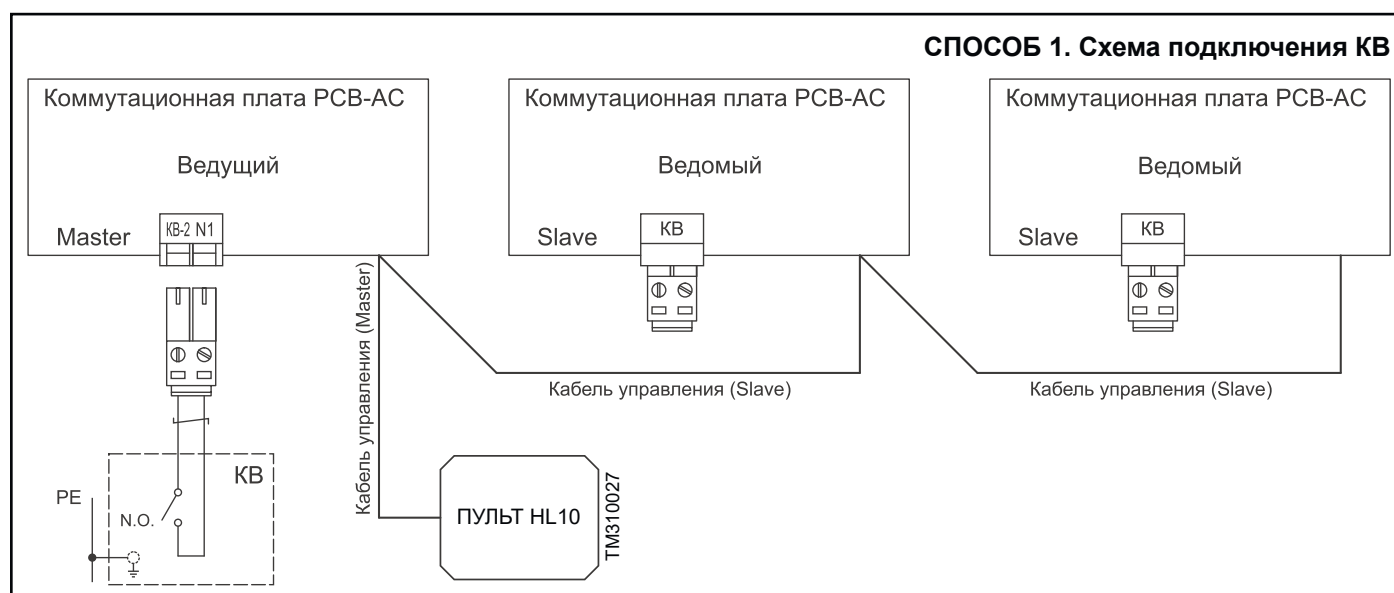 СПОСОБ 1. Схема подключения КВ
Коммутационная плата PCB-AC
Ведущий
Master
КВ-2 N1
Коммутационная плата PCB-AC
Ведомый
Slave
КВ
Коммутационная плата PCB-AC
Ведомый
Slave
КВ
Кабель управления (Master)
Кабель управления (Slave)
Кабель управления (Slave)
КВ
PE
N.O.
ПУЛЬТ HL10
TM310027